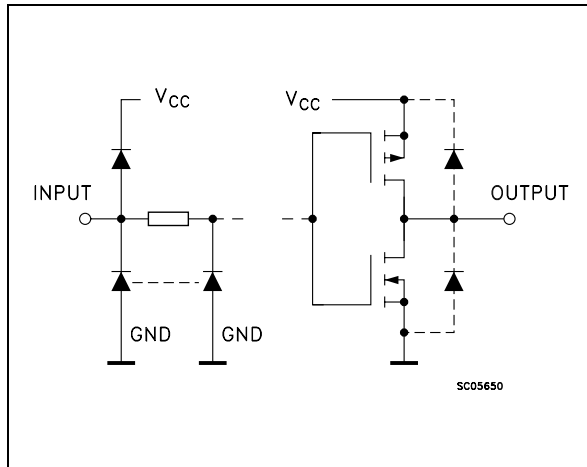 VCC
VCC
INPUT
OUTPUT
GND
GND
SC05650